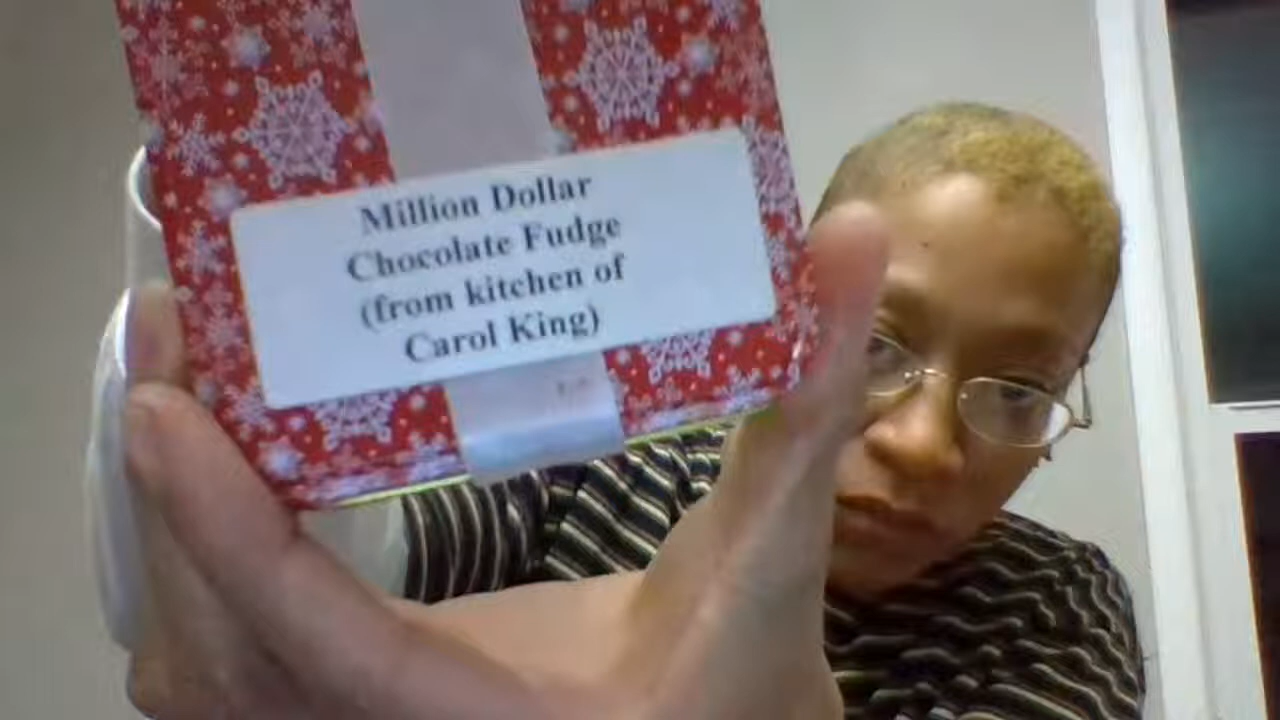 Million Dollar
Chocolate Fudge
(from kitchen of
Carol King)